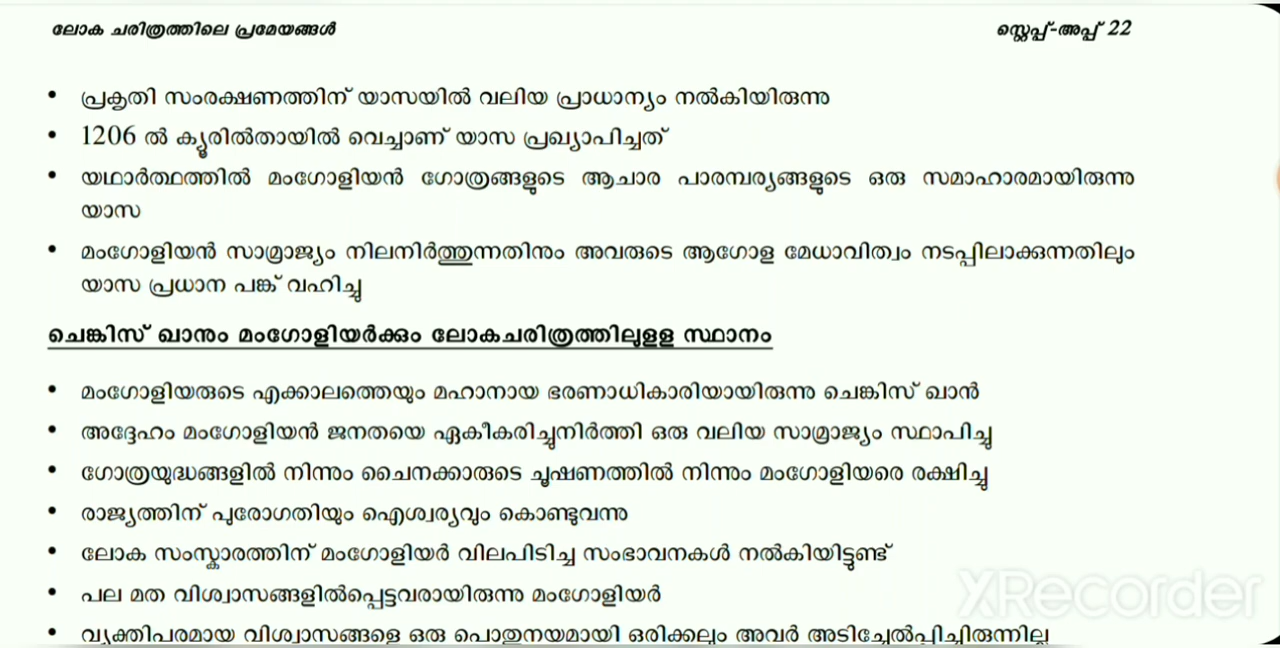 ലോക ചരിത്രത്തിലെ പ്രമേയങ്ങൾ
സ്റ്റെപ്പ്-അപ്പ് 22
• പ്രകൃതി സംരക്ഷണത്തിന് യാസയിൽ വലിയ പ്രാധാന്യം നൽകിയിരുന്നു
• 1206 ൽ ക്യൂരിൽതായിൽ വെച്ചാണ് യാസ പ്രഖ്യാപിച്ചത്
• യഥാർത്ഥത്തിൽ മംഗോളിയൻ ഗോത്രങ്ങളുടെ ആചാര പാരമ്പര്യങ്ങളുടെ ഒരു സമാഹാരമായിരുന്നു
യാസ
• മംഗോളിയൻ സാമ്രാജ്യം നിലനിർത്തുന്നതിനും അവരുടെ ആഗോള മേധാവിത്വം നടപ്പിലാക്കുന്നതിലും
യാസ പ്രധാന പങ്ക് വഹിച്ചു
ചെങ്കിസ് ഖാനും മംഗോളിയർക്കും ലോകചരിത്രത്തിലുളള സ്ഥാനം
• മംഗോളിയരുടെ എക്കാലത്തെയും മഹാനായ ഭരണാധികാരിയായിരുന്നു ചെങ്കിസ് ഖാൻ
• അദ്ദേഹം മംഗോളിയൻ ജനതയെ ഏകീകരിച്ചുനിർത്തി ഒരു വലിയ സാമ്രാജ്യം സ്ഥാപിച്ചു
• ഗോത്രയുദ്ധങ്ങളിൽ നിന്നും ചൈനക്കാരുടെ ചൂഷണത്തിൽ നിന്നും മംഗോളിയരെ രക്ഷിച്ചു
• രാജ്യത്തിന് പുരോഗതിയും ഐശ്വര്യവും കൊണ്ടുവന്നു
• ലോക സംസ്കാരത്തിന് മംഗോളിയർ വിലപിടിച്ച സംഭാവനകൾ നൽകിയിട്ടുണ്ട്
• പല മത വിശ്വാസങ്ങളിൽപ്പെട്ടവരായിരുന്നു മംഗോളിയർ
• വ്യക്തിപരമായ വിശ്വാസങ്ങളെ ഒരു പൊതുനയമായി ഒരിക്കലും അവർ അടിച്ചേൽപ്പിച്ചിരുന്നില്ല
XRecorder